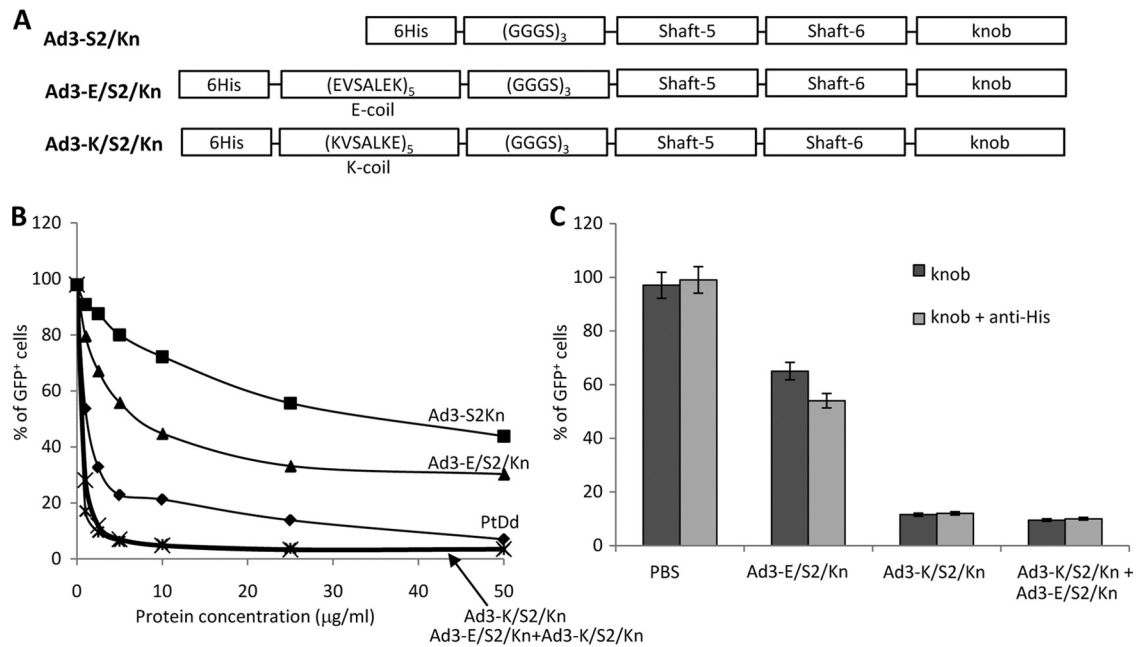 A
Ad3-S2/Kn
6His
(GGGS)₃
Shaft-5
Shaft-6
knob
Ad3-E/S2/Kn
6His
(EVSALEK)₅
(GGGS)₃
Shaft-5
Shaft-6
knob
E-coil
Ad3-K/S2/Kn
6His
(KVSALKE)₅
(GGGS)₃
Shaft-5
Shaft-6
knob
K-coil
B
% of GFP⁺ cells
120
100
80
60
40
20
0
0
10
20
30
40
50
Protein concentration (µg/ml)
Ad3-S2Kn
Ad3-E/S2/Kn
PtDd
Ad3-K/S2/Kn
Ad3-E/S2/Kn+Ad3-K/S2/Kn
C
% of GFP⁺ cells
120
100
80
60
40
20
0
knob
knob + anti-His
PBS
Ad3-E/S2/Kn
Ad3-K/S2/Kn
Ad3-K/S2/Kn +
Ad3-E/S2/Kn